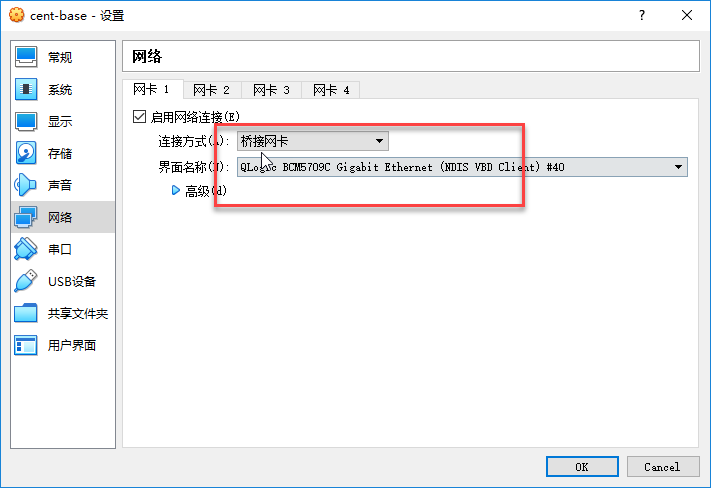 cent-base - 设置
常规
系统
显示
存储
声音
网络
串口
USB设备
共享文件夹
用户界面
网络
网卡 1 网卡 2 网卡 3 网卡 4
启用网络连接(E)
连接方式(A): 桥接网卡
界面名称(N): QLogic BCM5709C Gigabit Ethernet (NDIS VBD Client) #40
高级(d)
OK Cancel